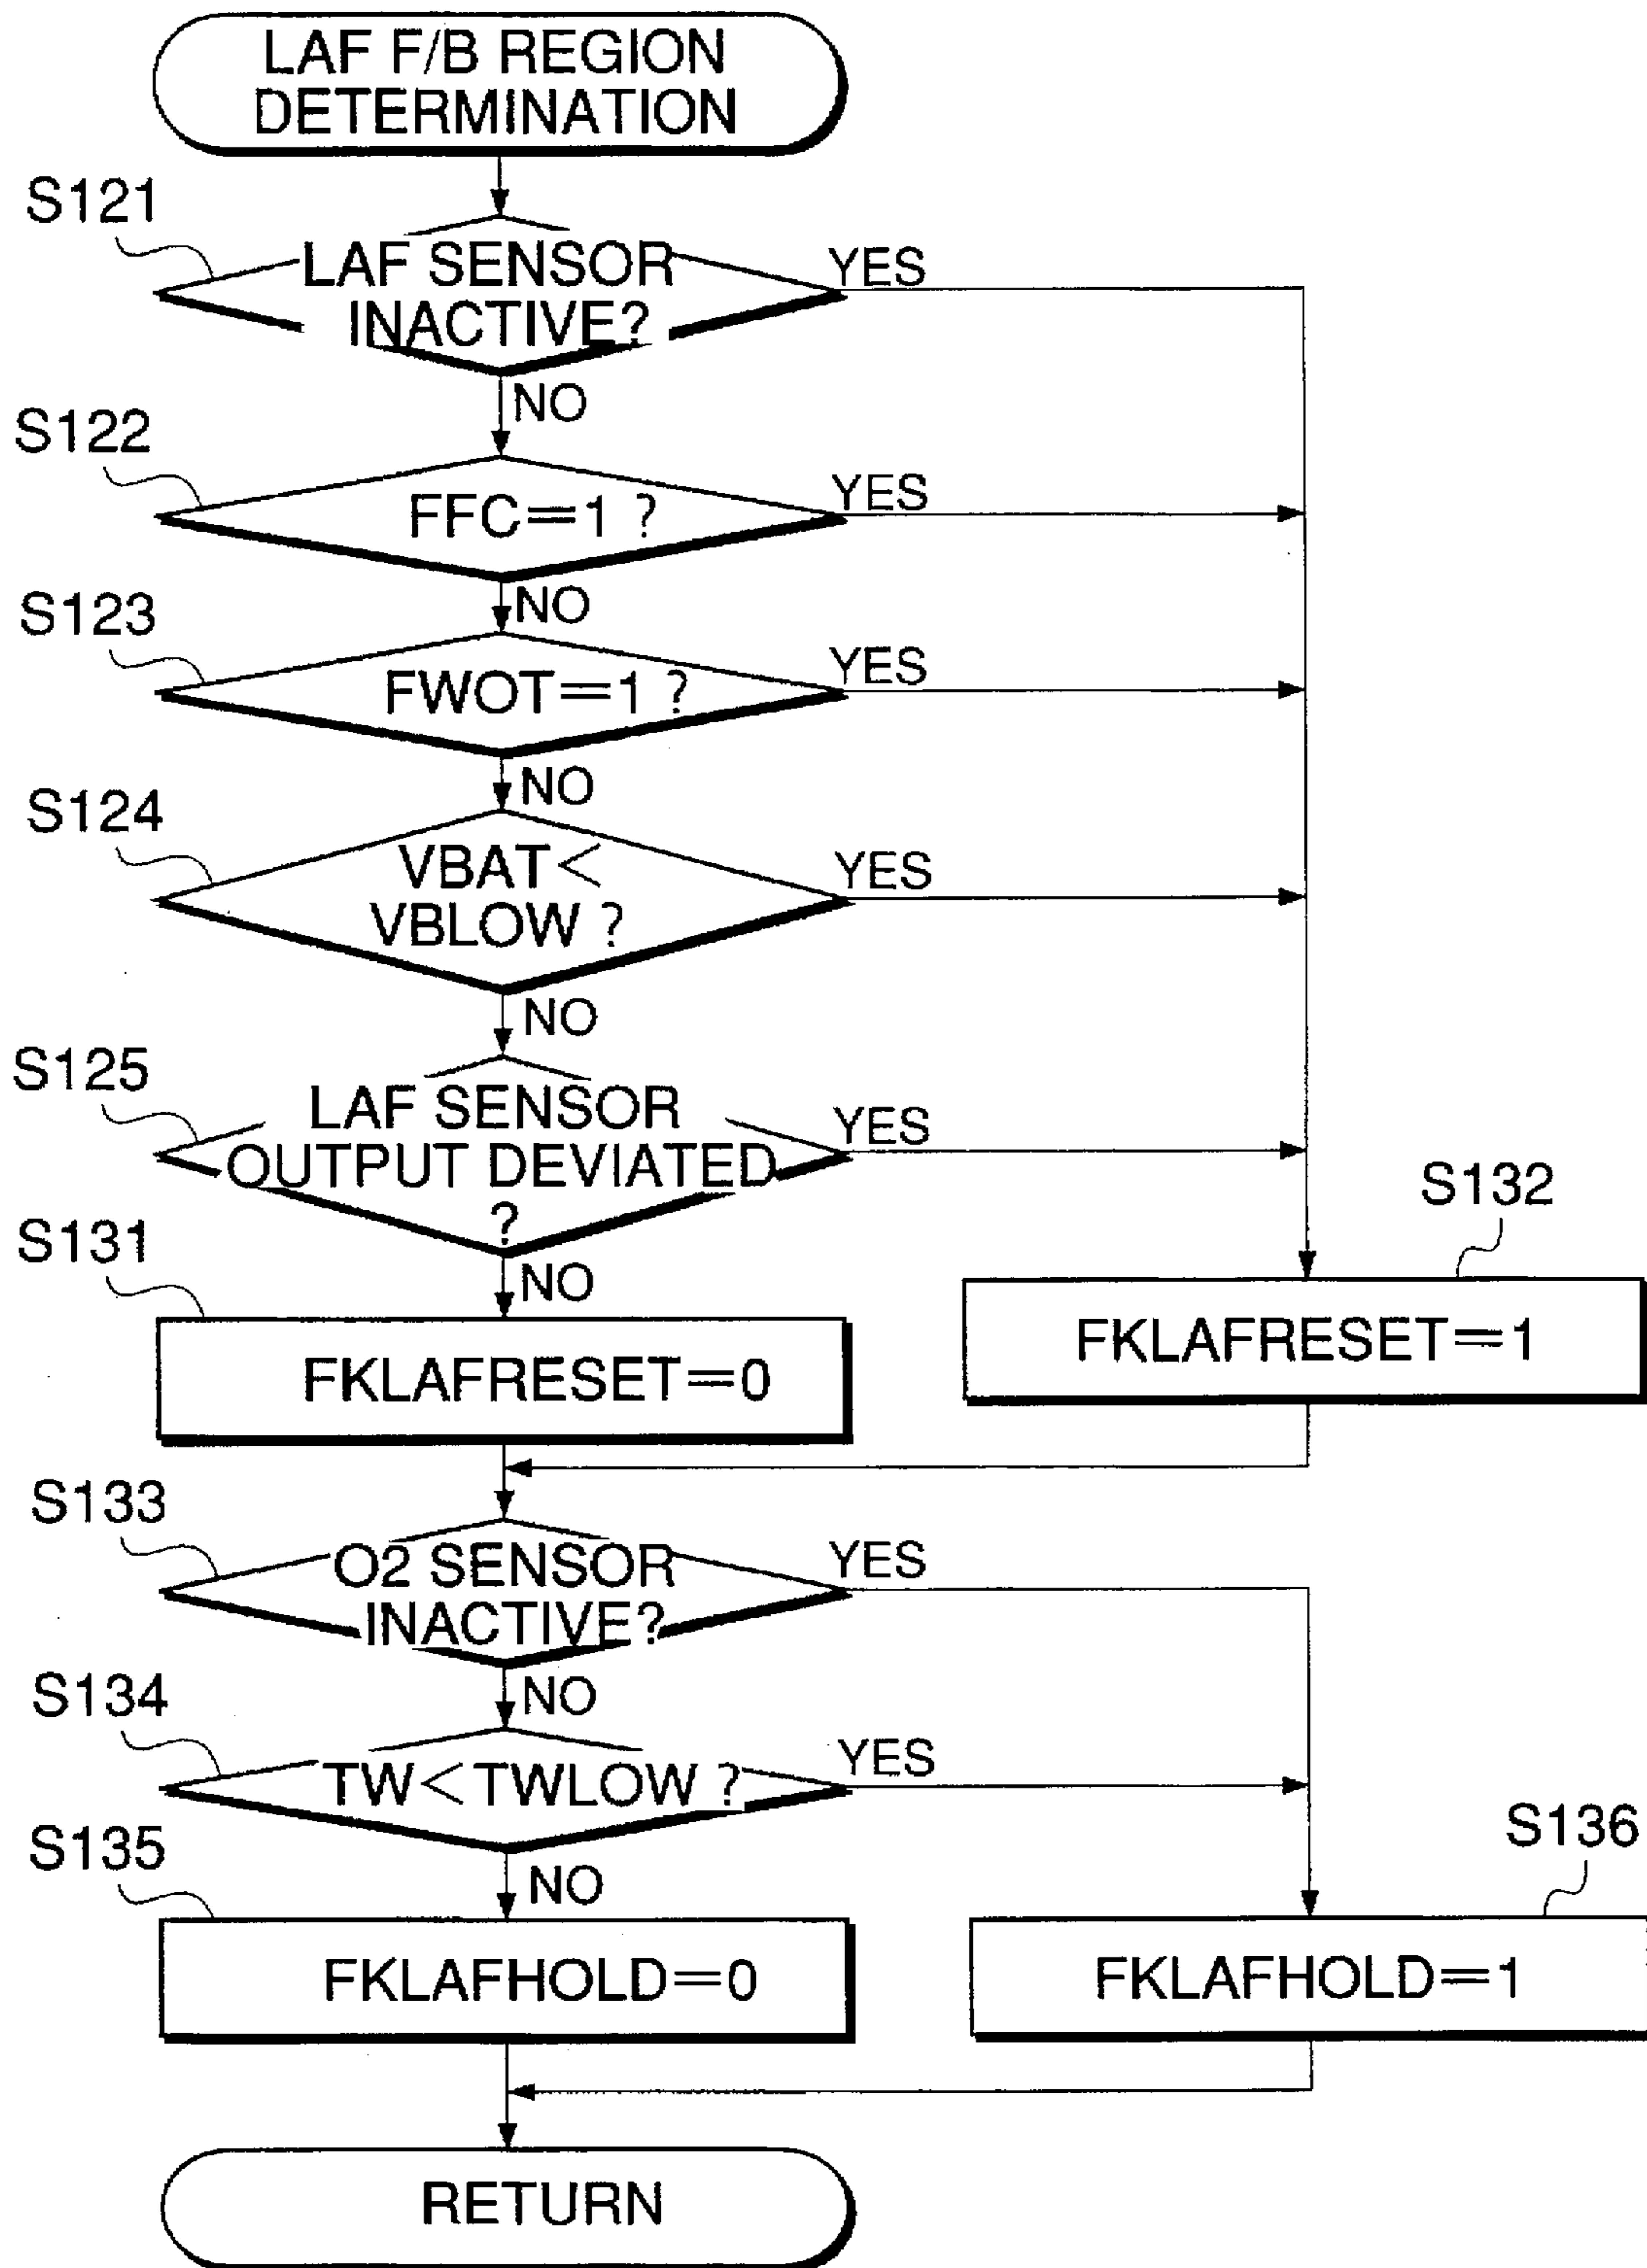 LAF F/B REGION
DETERMINATION
S121
LAF SENSOR
INACTIVE?
YES
NO
S122
FFC=1 ?
YES
NO
S123
FWOT=1 ?
YES
NO
S124
VBAT<
VBLOW ?
YES
NO
S125
LAF SENSOR
OUTPUT DEVIATED
?
YES
NO
S131
FKLAFRESET=0
S132
FKLAFRESET=1
S133
O2 SENSOR
INACTIVE?
YES
NO
S134
TW<TWLOW ?
YES
NO
S135
FKLAFHOLD=0
S136
FKLAFHOLD=1
RETURN